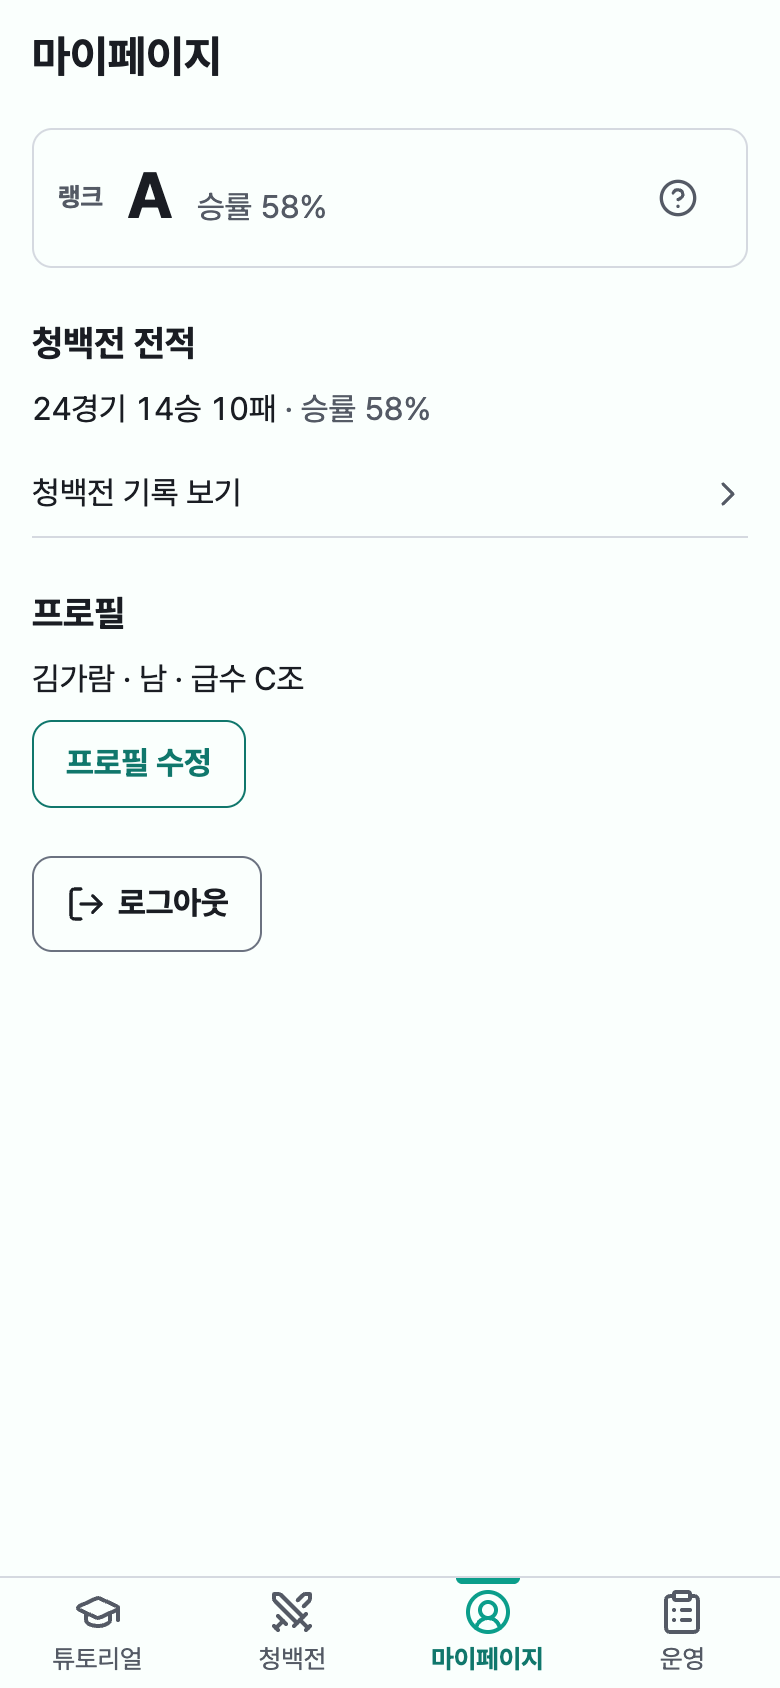 마이페이지
랭크 A 승률 58%
청백전 전적
24경기 14승 10패 · 승률 58%
청백전 기록 보기
프로필
김가람 · 남 · 급수 C조
프로필 수정
로그아웃
튜토리얼 청백전 마이페이지 운영